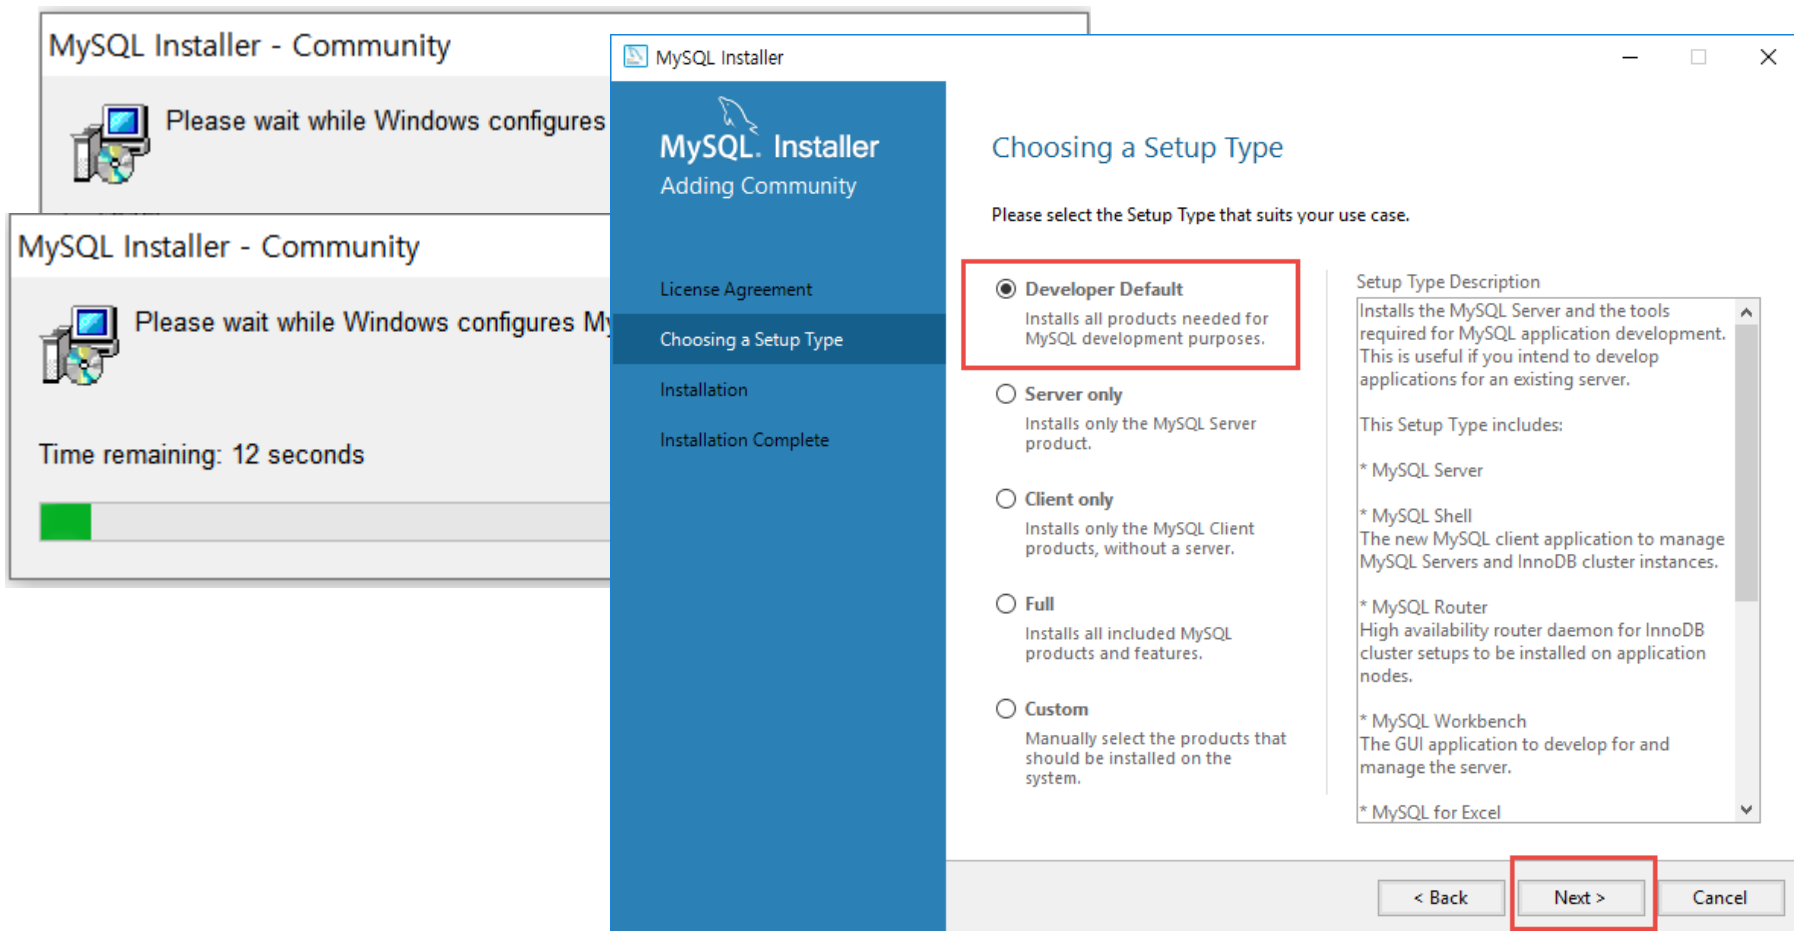 MySQL Installer - Community
Please wait while Windows configures
MySQL Installer - Community
Please wait while Windows configures My
Time remaining: 12 seconds
MySQL Installer
MySQL. Installer
Adding Community
License Agreement
Choosing a Setup Type
Installation
Installation Complete
Choosing a Setup Type
Please select the Setup Type that suits your use case.
Developer Default
Installs all products needed for
MySQL development purposes.
Server only
Installs only the MySQL Server
product.
Client only
Installs only the MySQL Client
products, without a server.
Full
Installs all included MySQL
products and features.
Custom
Manually select the products that
should be installed on the
system.
Setup Type Description
Installs the MySQL Server and the tools
required for MySQL application development.
This is useful if you intend to develop
applications for an existing server.
This Setup Type includes:
* MySQL Server
* MySQL Shell
The new MySQL client application to manage
MySQL Servers and InnoDB cluster instances.
* MySQL Router
High availability router daemon for InnoDB
cluster setups to be installed on application
nodes.
* MySQL Workbench
The GUI application to develop for and
manage the server.
* MySQL for Excel
< Back
Next >
Cancel